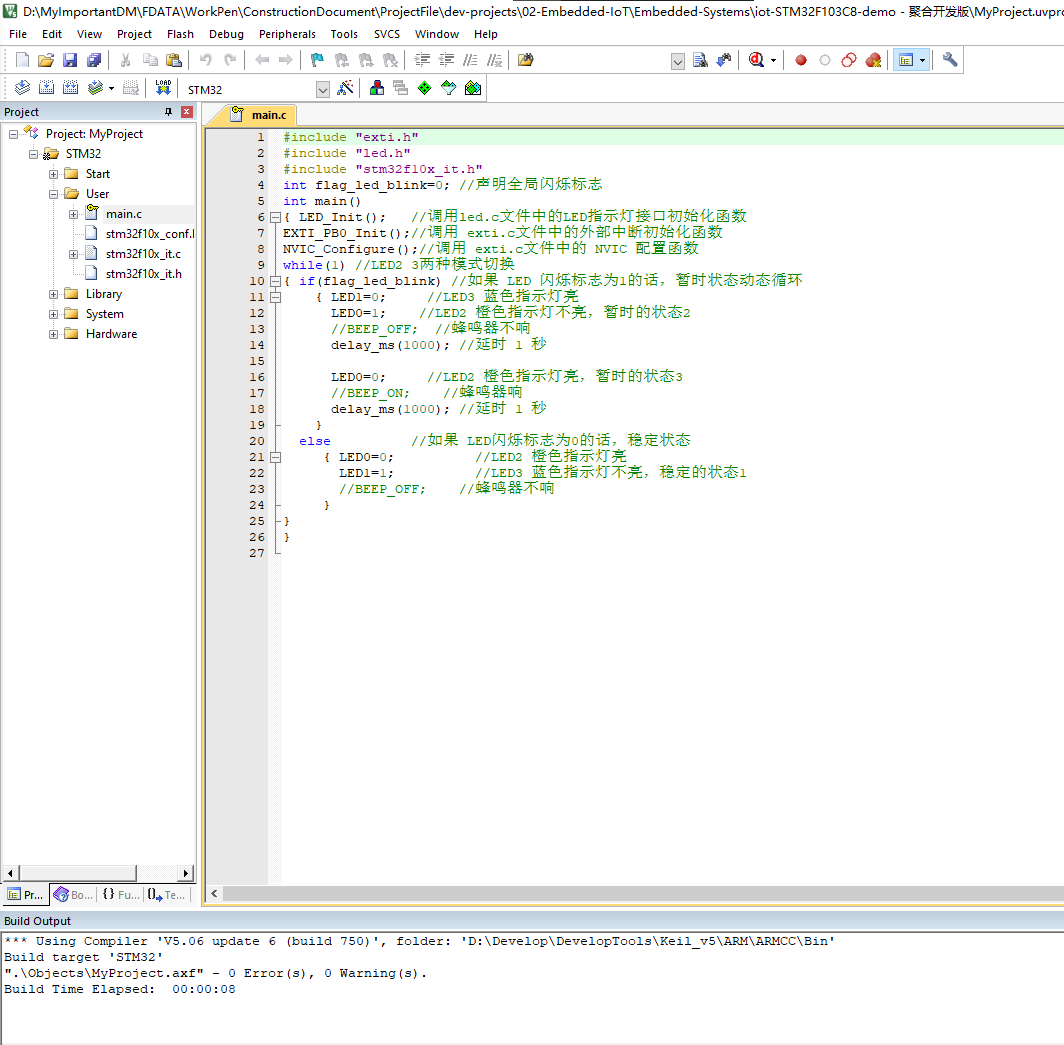 D:\MyImportantDM\FDATA\WorkPen\ConstructionDocument\ProjectFile\dev-projects\02-Embedded-IoT\Embedded-Systems\iot-STM32F103C8-demo - 聚合开发版\MyProject.uvpro
File Edit View Project Flash Debug Peripherals Tools SVCS Window Help
LOAD STM32
Project
Project: MyProject
STM32
Start
User
main.c
stm32f10x_conf.l
stm32f10x_it.c
stm32f10x_it.h
Library
System
Hardware
Pr... Bo... {} Fu... Te...
main.c
1 #include "exti.h"
2 #include "led.h"
3 #include "stm32f10x_it.h"
4 int flag_led_blink=0; //声明全局闪烁标志
5 int main()
6 { LED_Init();   //调用led.c文件中的LED指示灯接口初始化函数
7 EXTI_PB0_Init();//调用 exti.c文件中的外部中断初始化函数
8 NVIC_Configure();//调用 exti.c文件中的 NVIC 配置函数
9 while(1) //LED2 3两种模式切换
10 { if(flag_led_blink) //如果 LED 闪烁标志为1的话，暂时状态动态循环
11     { LED1=0;     //LED3 蓝色指示灯亮
12       LED0=1;    //LED2 橙色指示灯不亮，暂时的状态2
13       //BEEP_OFF;  //蜂鸣器不响
14       delay_ms(1000); //延时 1 秒
15
16       LED0=0;     //LED2 橙色指示灯亮，暂时的状态3
17       //BEEP_ON;    //蜂鸣器响
18       delay_ms(1000); //延时 1 秒
19     }
20   else          //如果 LED闪烁标志为0的话，稳定状态
21      { LED0=0;          //LED2 橙色指示灯亮
22        LED1=1;          //LED3 蓝色指示灯不亮，稳定的状态1
23        //BEEP_OFF;    //蜂鸣器不响
24      }
25 }
26 }
27
Build Output
*** Using Compiler 'V5.06 update 6 (build 750)', folder: 'D:\Develop\DevelopTools\Keil_v5\ARM\ARMCC\Bin'
Build target 'STM32'
".\Objects\MyProject.axf" - 0 Error(s), 0 Warning(s).
Build Time Elapsed:  00:00:08